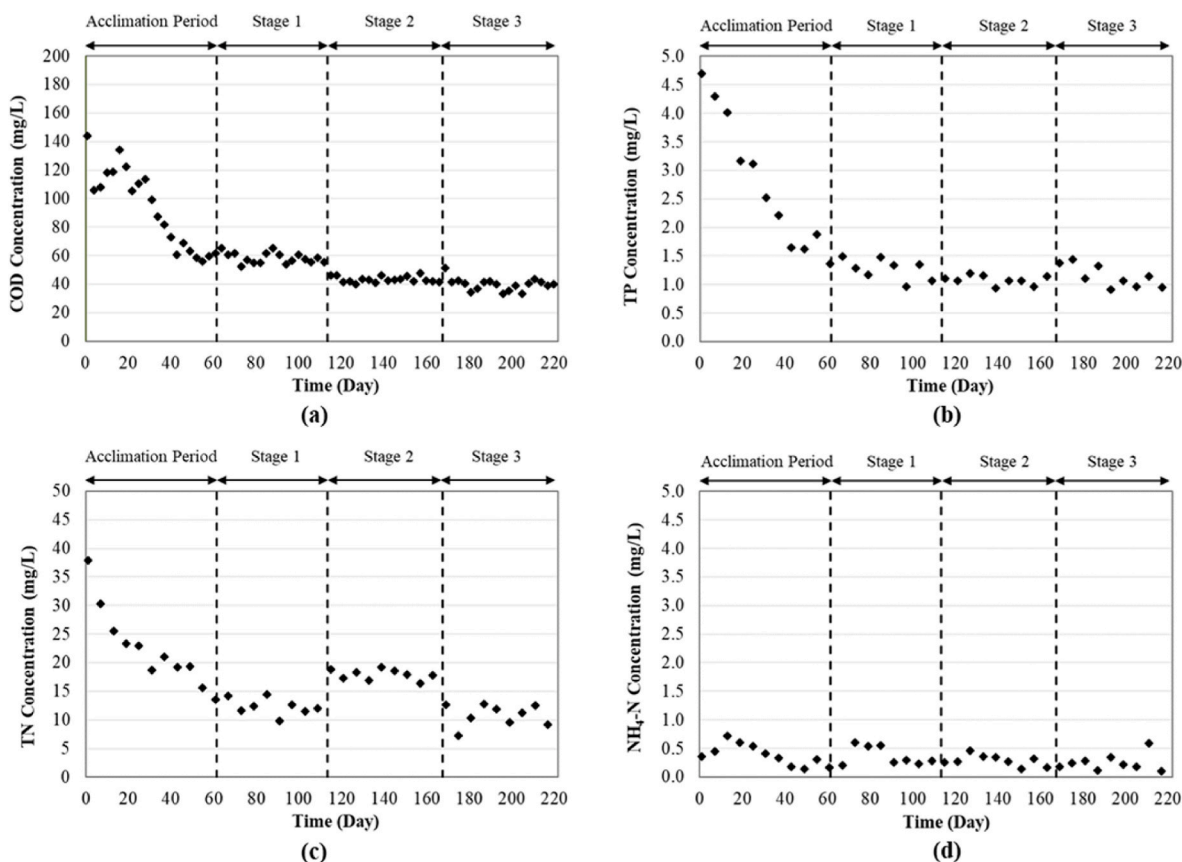 Acclimation Period Stage 1 Stage 2 Stage 3
200
180
160
140
120
100
80
60
40
20
0
COD Concentration (mg/L)
0 20 40 60 80 100 120 140 160 180 200 220
Time (Day)
(a)
Acclimation Period Stage 1 Stage 2 Stage 3
5.0
4.5
4.0
3.5
3.0
2.5
2.0
1.5
1.0
0.5
0.0
TP Concentration (mg/L)
0 20 40 60 80 100 120 140 160 180 200 220
Time (Day)
(b)
Acclimation Period Stage 1 Stage 2 Stage 3
50
45
40
35
30
25
20
15
10
5
0
TN Concentration (mg/L)
0 20 40 60 80 100 120 140 160 180 200 220
Time (Day)
(c)
Acclimation Period Stage 1 Stage 2 Stage 3
5.0
4.5
4.0
3.5
3.0
2.5
2.0
1.5
1.0
0.5
0.0
NH₄-N Concentration (mg/L)
0 20 40 60 80 100 120 140 160 180 200 220
Time (Day)
(d)